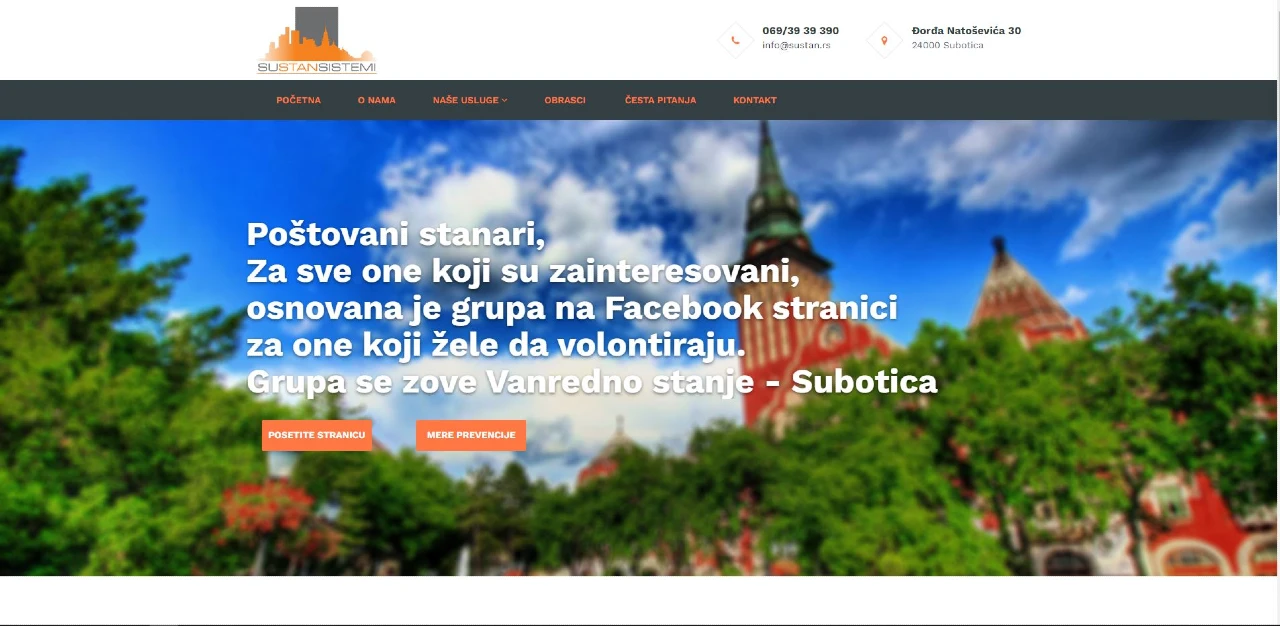 SUSTANSISTEMI
069/39 39 390
info@sustan.rs
Đorđa Natoševića 30
24000 Subotica
POČETNA
O NAMA
NAŠE USLUGE
OBRASCI
ČESTA PITANJA
KONTAKT
Poštovani stanari,
Za sve one koji su zainteresovani,
osnovana je grupa na Facebook stranici
za one koji žele da volontiraju.
Grupa se zove Vanredno stanje - Subotica
POSETITE STRANICU
MERE PREVENCIJE